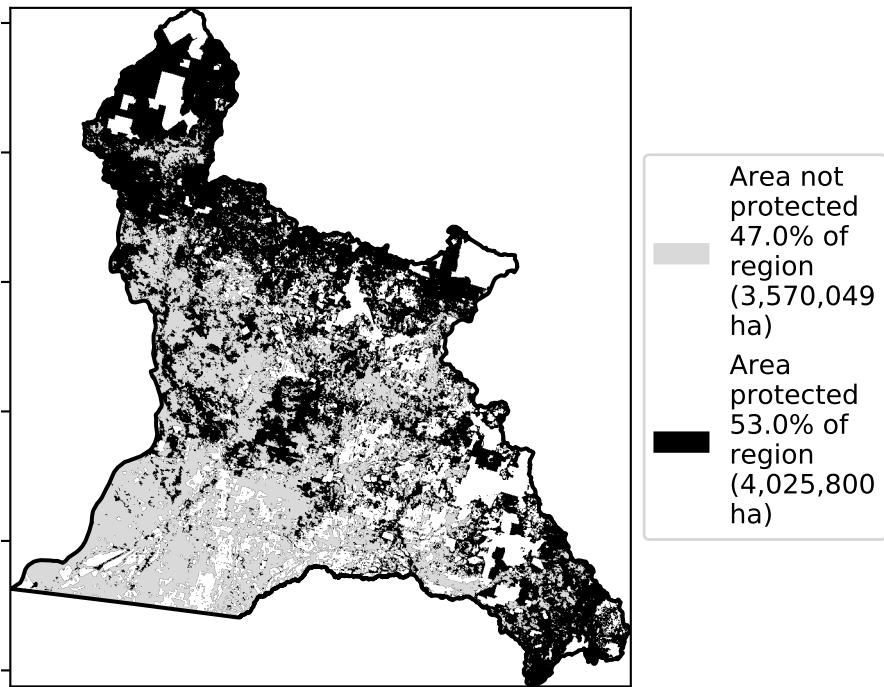 Area not
protected
47.0% of
region
(3,570,049
ha)
Area
protected
53.0% of
region
(4,025,800
ha)